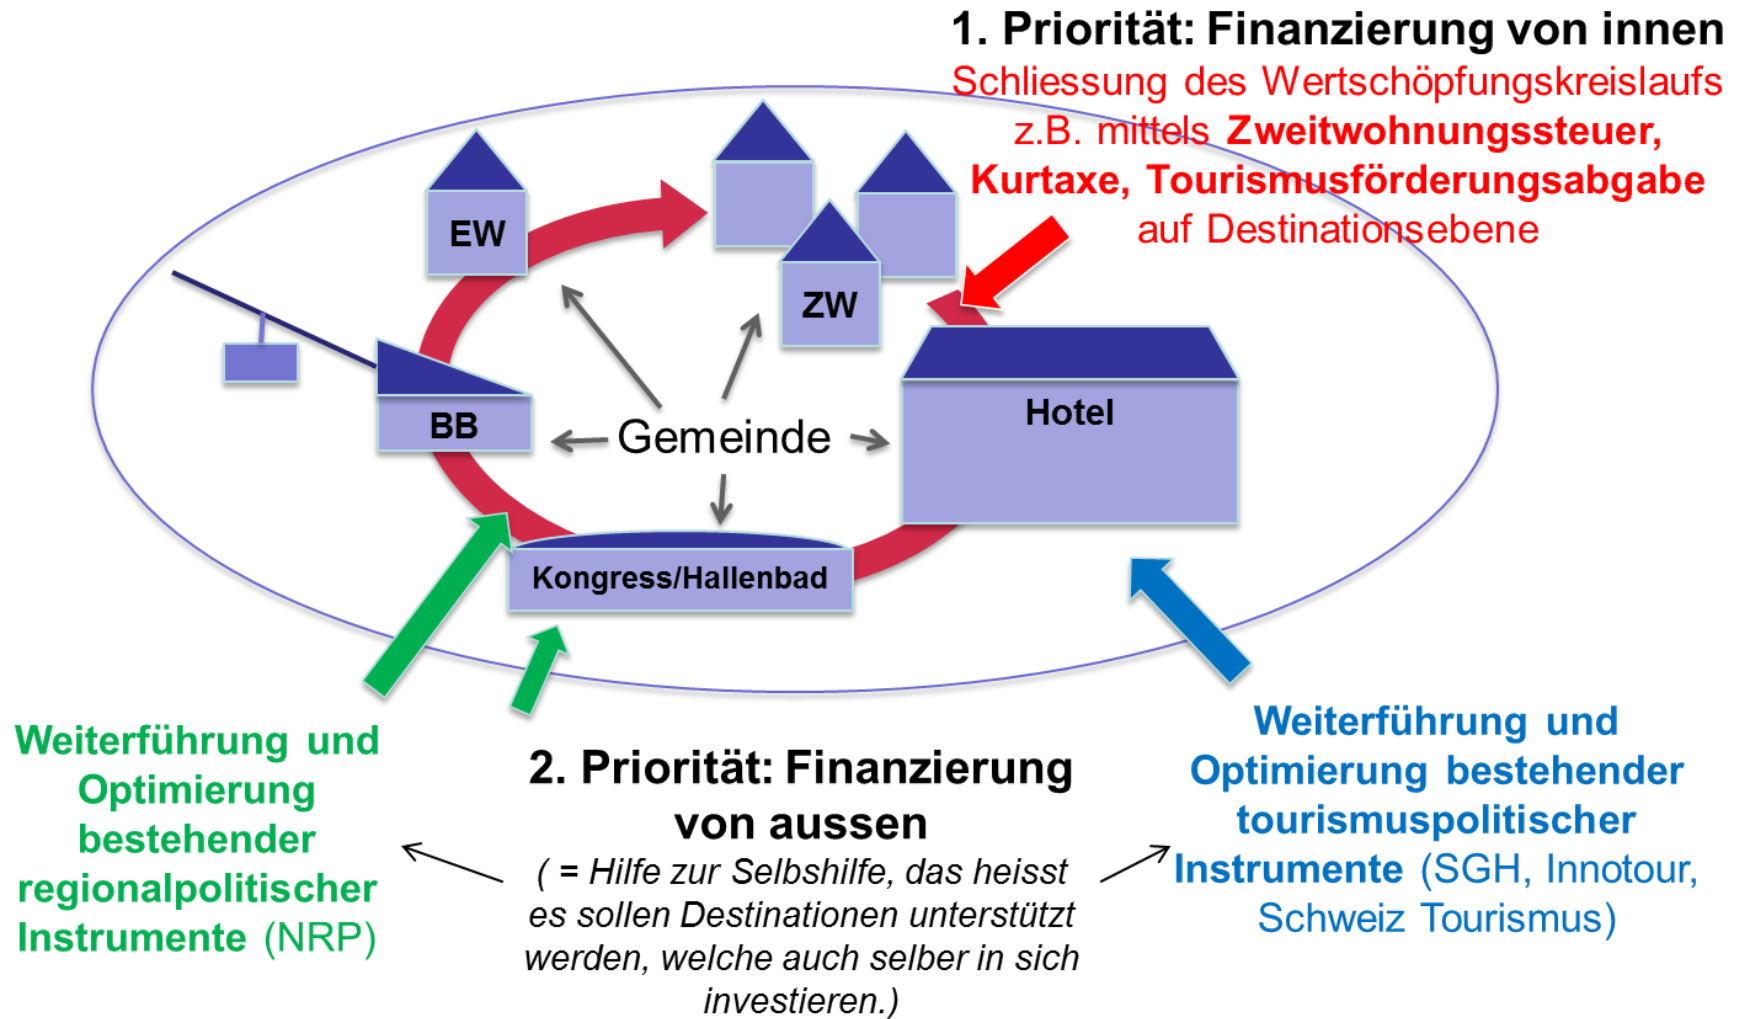 1. Priorität: Finanzierung von innen
Schliessung des Wertschöpfungskreislaufs
z.B. mittels Zweitwohnungssteuer,
Kurtaxe, Tourismusförderungsabgabe
auf Destinationsebene
EW
ZW
BB
Gemeinde
Hotel
Kongress/Hallenbad
Weiterführung und
Optimierung
bestehender
regionalpolitischer
Instrumente (NRP)
2. Priorität: Finanzierung
von aussen
( = Hilfe zur Selbshilfe, das heisst
es sollen Destinationen unterstützt
werden, welche auch selber in sich
investieren.)
Weiterführung und
Optimierung bestehender
tourismuspolitischer
Instrumente (SGH, Innotour,
Schweiz Tourismus)